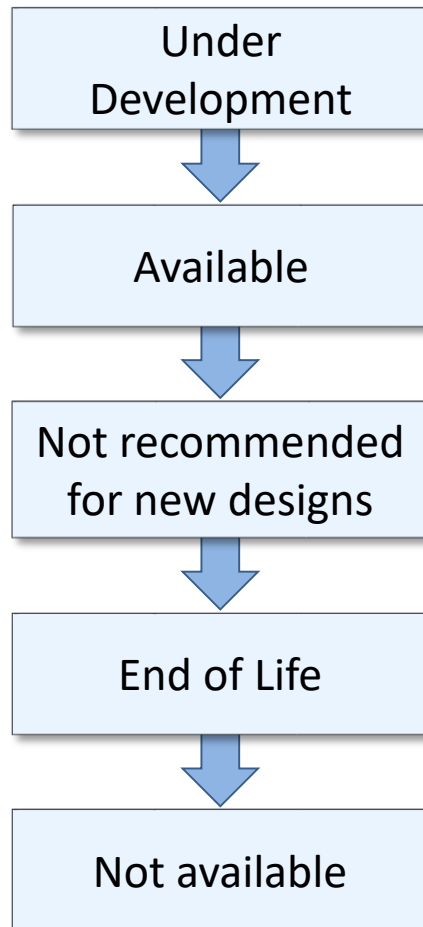 Under
Development
Available
Not recommended
for new designs
End of Life
Not available